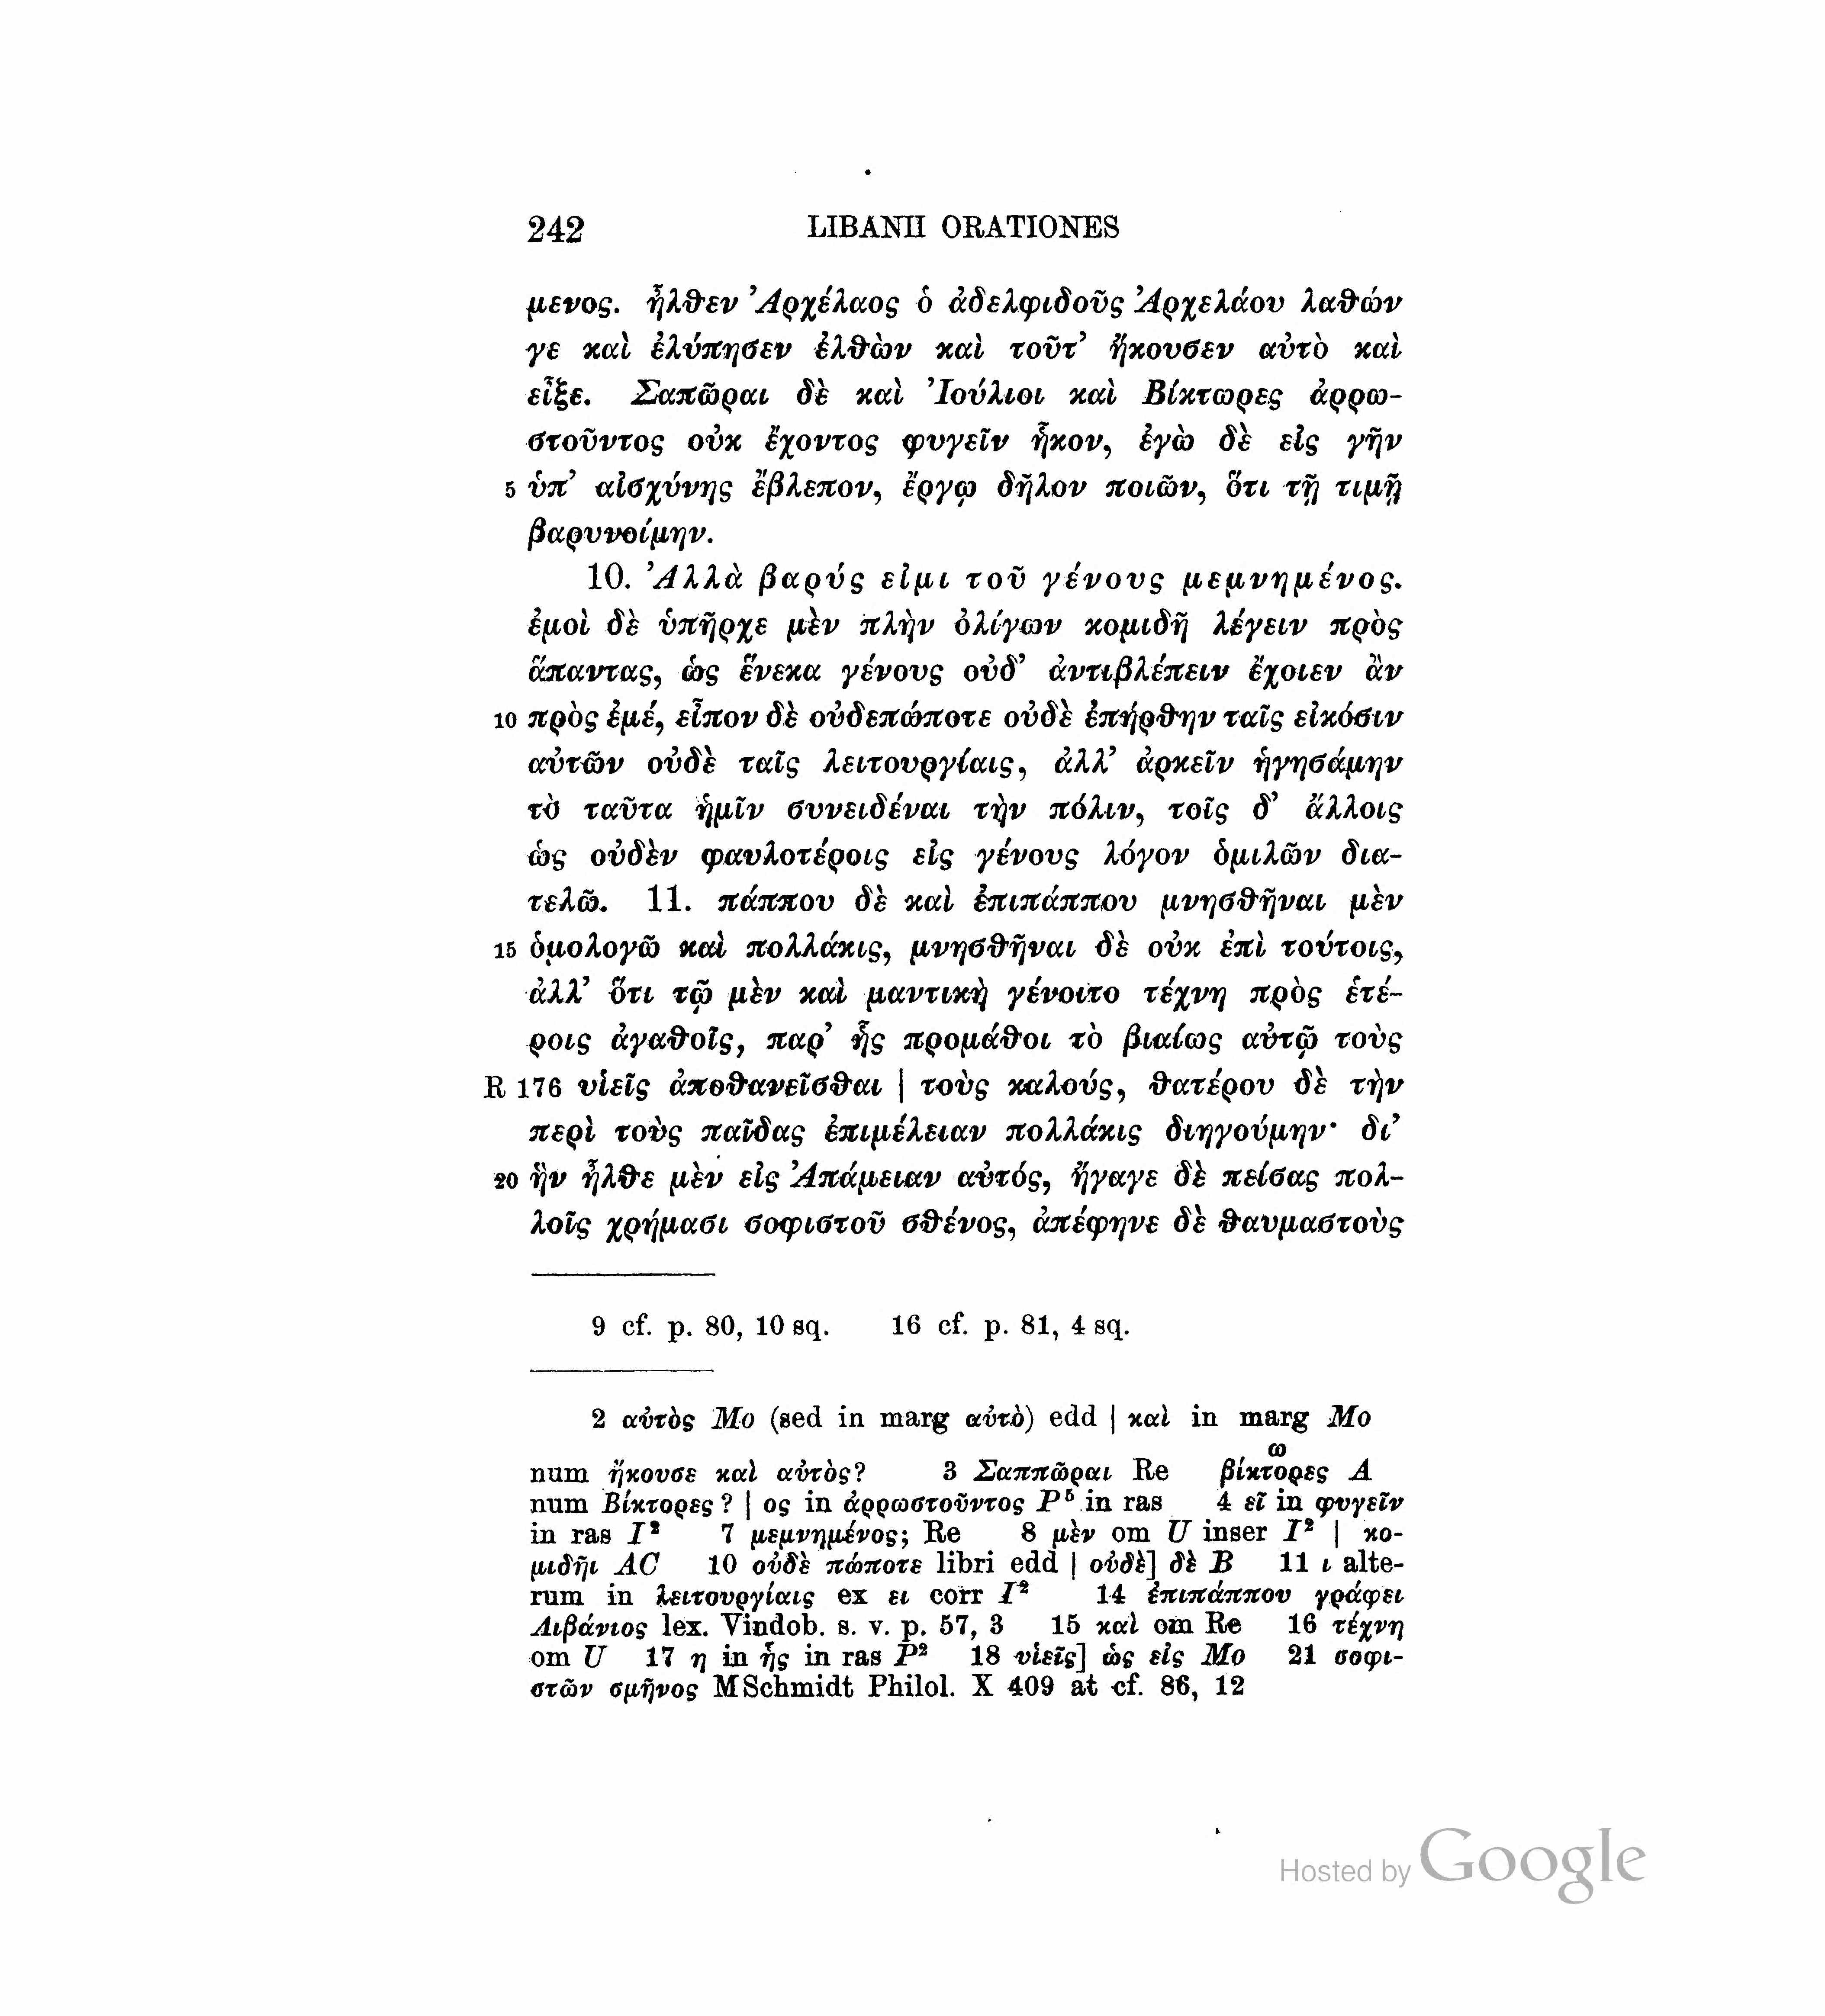 242 LIBANII ORATIONES
μενος. ἦλθεν Ἀρχέλαος ὁ ἀδελφιδοῦς Ἀρχελάου λαθών
γε καὶ ἐλύπησεν ἐλθὼν καὶ τοῦτ’ ἤκουσεν αὐτὸ καὶ
εἶξε. Σαπῶραι δὲ καὶ Ἰούλιοι καὶ Βίκτωρες ἀρρω-
στοῦντος οὐκ ἔχοντος φυγεῖν ἧκον, ἐγὼ δὲ εἰς γῆν
5 ὑπ’ αἰσχύνης ἔβλεπον, ἔργῳ δῆλον ποιῶν, ὅτι τῇ τιμῇ
βαρυνοίμην.
10. Ἀλλὰ βαρύς εἰμι τοῦ γένους μεμνημένος.
ἐμοὶ δὲ ὑπῆρχε μὲν πλὴν ὀλίγων κομιδῆ λέγειν πρὸς
ἅπαντας, ὡς ἕνεκα γένους οὐδ’ ἀντιβλέπειν ἔχοιεν ἂν
10 πρὸς ἐμέ, εἶπον δὲ οὐδεπώποτε οὐδὲ ἐπήρθην ταῖς εἰκόσιν
αὐτῶν οὐδὲ ταῖς λειτουργίαις, ἀλλ’ ἀρκεῖν ἡγησάμην
τὸ ταῦτα ἡμῖν συνειδέναι τὴν πόλιν, τοῖς δ’ ἄλλοις
ὡς οὐδὲν φαυλοτέροις εἰς γένους λόγον ὁμιλῶν δια-
τελῶ. 11. πάππου δὲ καὶ ἐπιπάππου μνησθῆναι μὲν
15 ὁμολογῶ καὶ πολλάκις, μνησθῆναι δὲ οὐκ ἐπὶ τούτοις,
ἀλλ’ ὅτι τῷ μὲν καὶ μαντικὴ γένοιτο τέχνη πρὸς ἑτέ-
ροις ἀγαθοῖς, παρ’ ἧς προμάθοι τὸ βιαίως αὐτῷ τοὺς
R 176 υἱεῖς ἀποθανεῖσθαι | τοὺς καλούς, θατέρου δὲ τὴν
περὶ τοὺς παῖδας ἐπιμέλειαν πολλάκις διηγούμην· δι’
20 ἣν ἦλθε μὲν εἰς Ἀπάμειαν αὐτός, ἤγαγε δὲ πείσας πολ-
λοῖς χρήμασι σοφιστοῦ σθένος, ἀπέφηνε δὲ θαυμαστοὺς
9 cf. p. 80, 10 sq. 16 cf. p. 81, 4 sq.
2 αὐτὸς Mo (sed in marg αὐτὸ) edd | καὶ in marg Mo
num ἤκουσε καὶ αὐτὸς? 3 Σαππῶραι Re βίκτορες A
ω
num Βίκτορες? | ος in ἀρρωστοῦντος P⁵ in ras 4 εῖ in φυγεῖν
in ras I² 7 μεμνημένος; Re 8 μὲν om U inser I² | κο-
μιδῆι AC 10 οὐδὲ πώποτε libri edd | οὐδὲ] δὲ B 11 ι alte-
rum in λειτουργίαις ex ει corr I² 14 ἐπιπάππου γράφει
Λιβάνιος lex. Vindob. s. v. p. 57, 3 15 καὶ om Re 16 τέχνη
om U 17 η in ἧς in ras P² 18 υἱεῖς] ὡς εἰς Mo 21 σοφι-
στῶν σμῆνος MSchmidt Philol. X 409 at cf. 86, 12
Hosted by Google